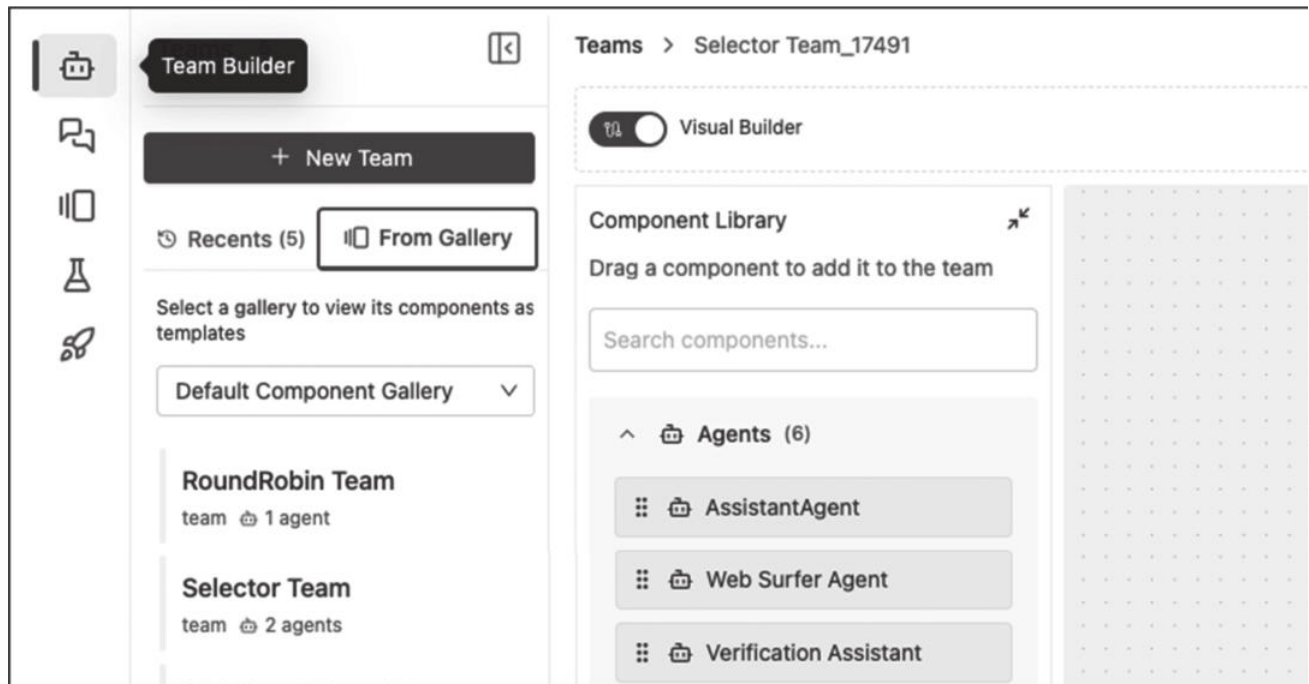 Team Builder
+ New Team
Recents (5)
From Gallery
Select a gallery to view its components as
templates
Default Component Gallery
RoundRobin Team
team 1 agent
Selector Team
team 2 agents
Teams > Selector Team_17491
Visual Builder
Component Library
Drag a component to add it to the team
Search components...
Agents (6)
AssistantAgent
Web Surfer Agent
Verification Assistant